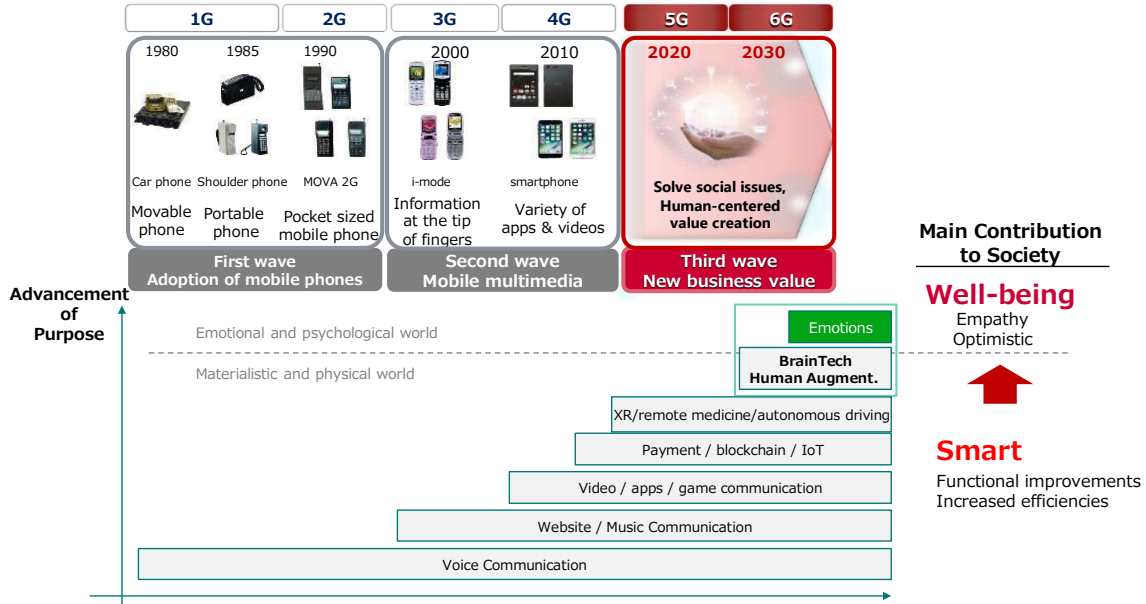 1G
2G
3G
4G
5G
6G
1980
1985
1990
2000
2010
2020
2030
Car phone
Shoulder phone
MOVA 2G
i-mode
smartphone
Movable
phone
Portable
phone
Pocket sized
mobile phone
Information
at the tip
of fingers
Variety of
apps & videos
Solve social issues,
Human-centered
value creation
First wave
Adoption of mobile phones
Second wave
Mobile multimedia
Third wave
New business value
Main Contribution
to Society
Advancement
of
Purpose
Well-being
Empathy
Optimistic
Emotional and psychological world
Emotions
Materialistic and physical world
BrainTech
Human Augment.
XR/remote medicine/autonomous driving
Payment / blockchain / IoT
Smart
Functional improvements
Increased efficiencies
Video / apps / game communication
Website / Music Communication
Voice Communication